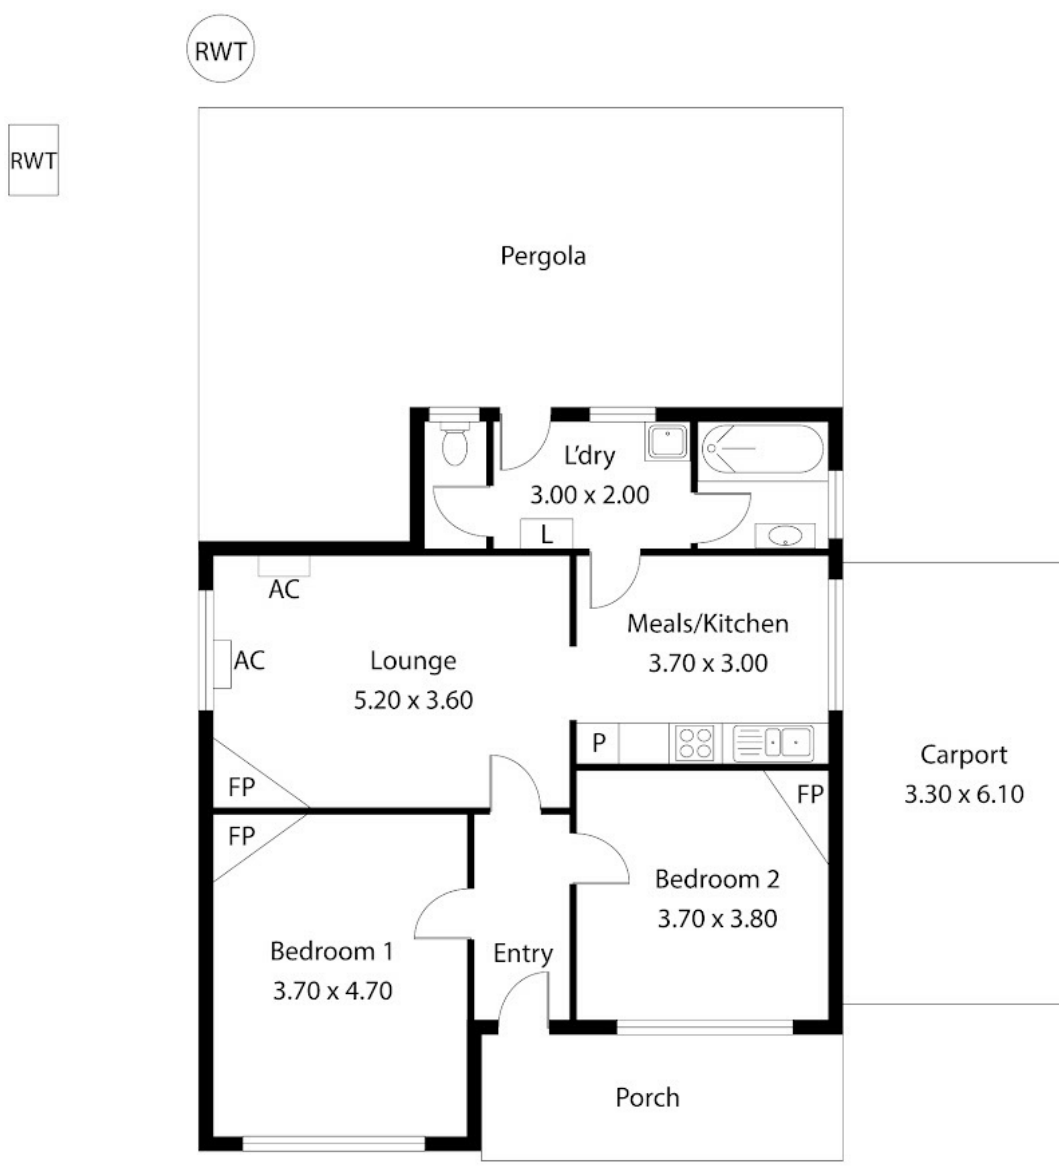 RWT
RWT
Pergola
L'dry
3.00 x 2.00
L
AC
AC
Lounge
5.20 x 3.60
Meals/Kitchen
3.70 x 3.00
P
Carport
3.30 x 6.10
FP
FP
FP
Bedroom 2
3.70 x 3.80
Bedroom 1
3.70 x 4.70
Entry
Porch